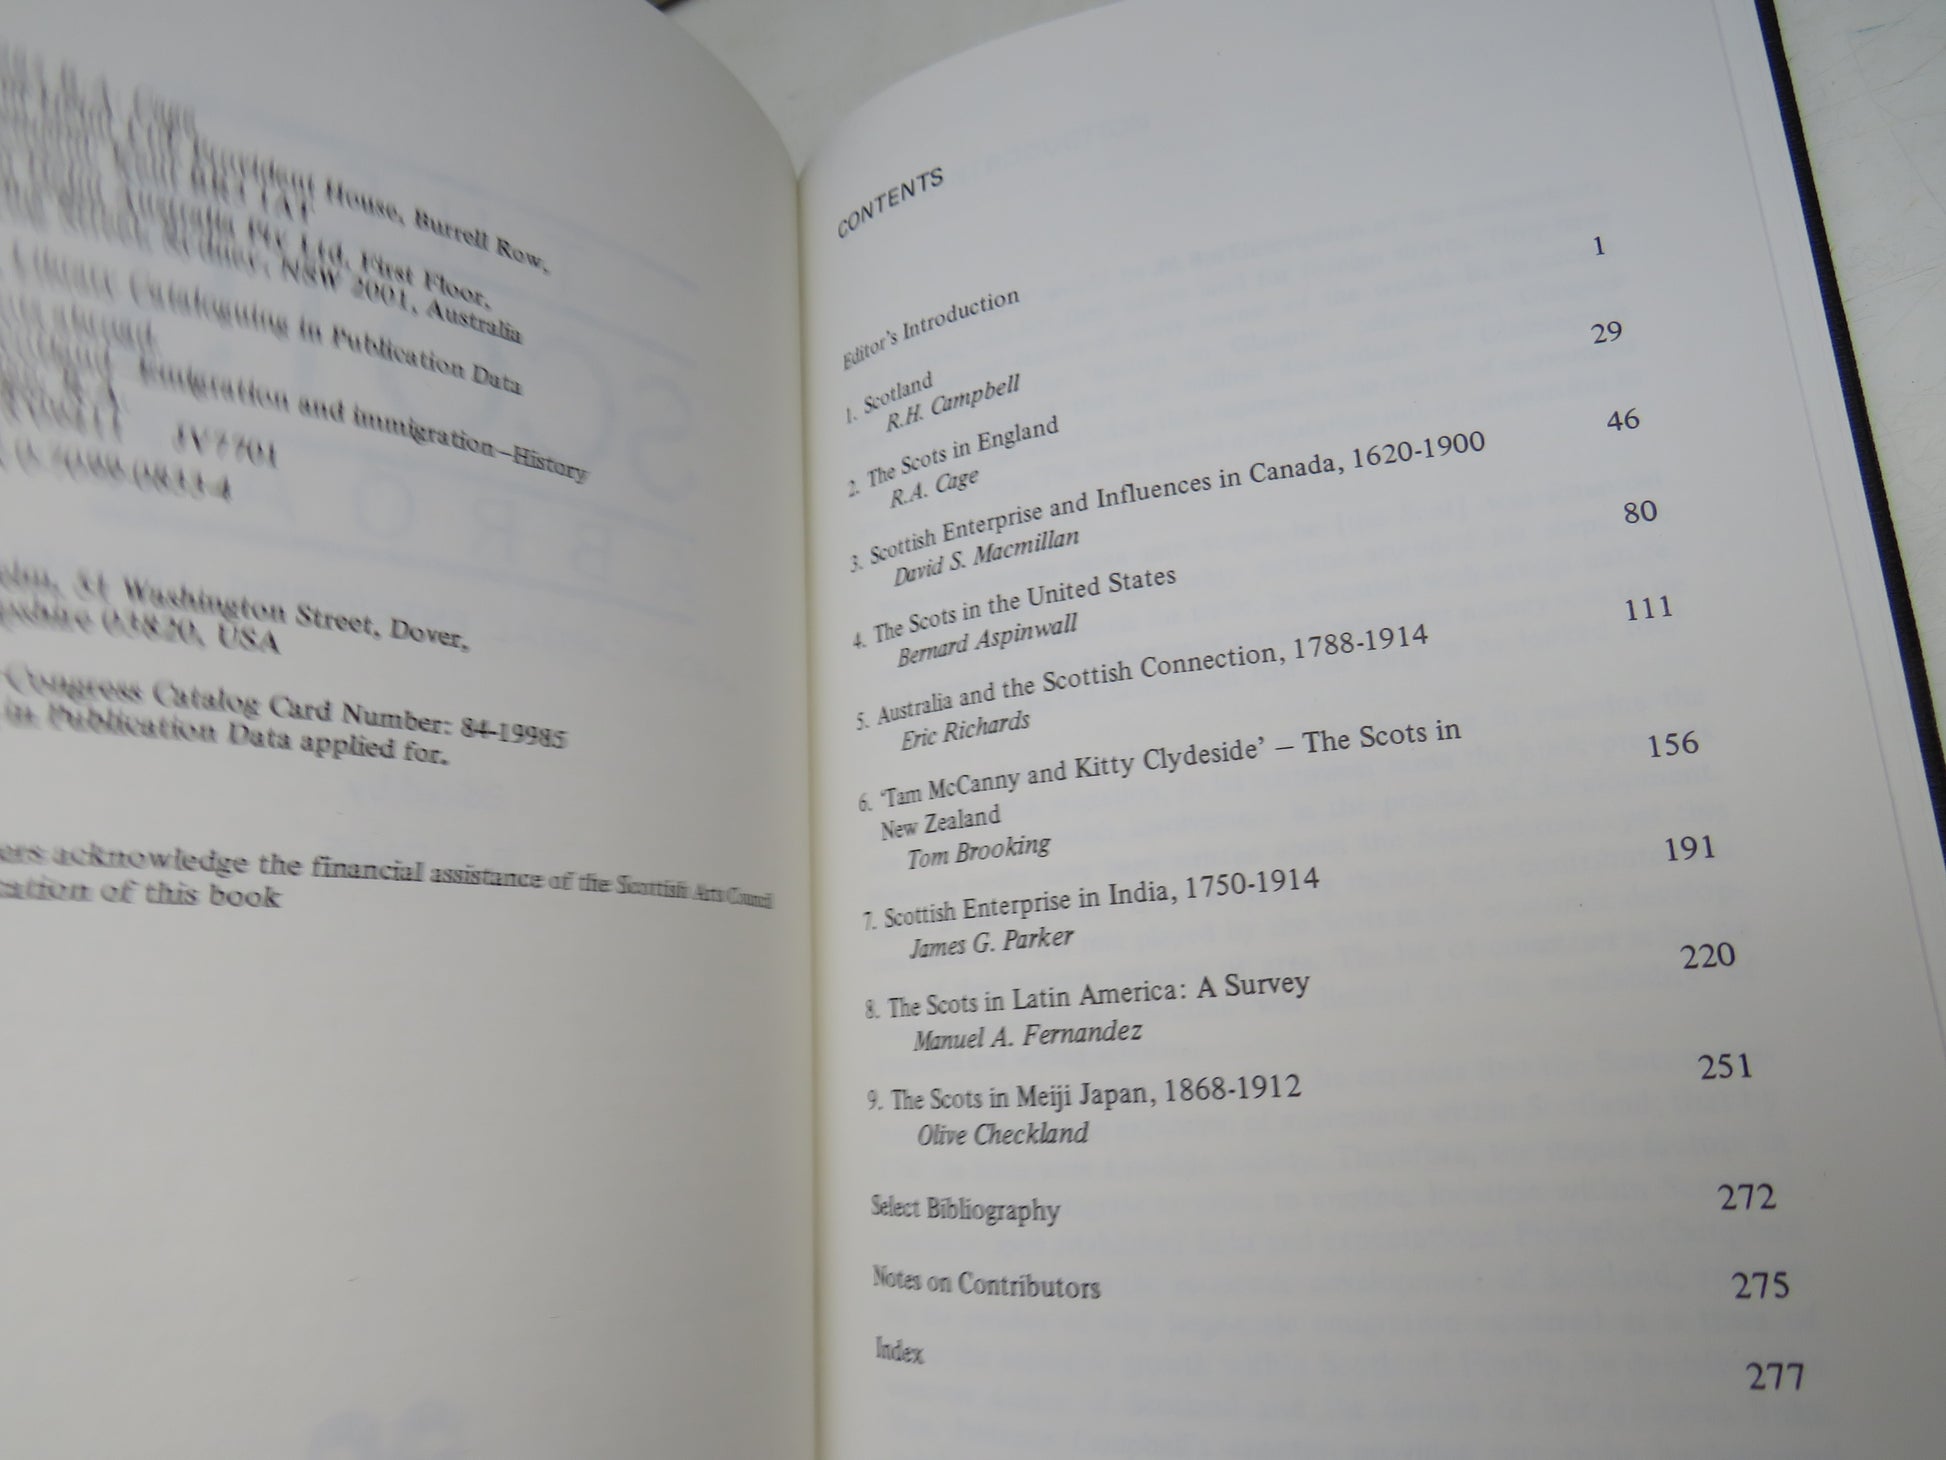 Provident House, Burrell Row,
Australia Pty Ltd, First Floor,
NSW 2001, Australia
Cataloguing in Publication Data
abroad
Emigration and immigration–History
JV7701
Washington Street, Dover,
03820, USA
Congress Catalog Card Number: 84-19985
in Publication Data applied for.
acknowledge the financial assistance of the Scottish Arts Council
of this book
CONTENTS
Editor's Introduction
1
1. Scotland
29
R.H. Campbell
2. The Scots in England
46
R.A. Cage
3. Scottish Enterprise and Influences in Canada, 1620-1900
80
David S. Macmillan
4. The Scots in the United States
111
Bernard Aspinwall
5. Australia and the Scottish Connection, 1788-1914
Eric Richards
6. 'Tam McCanny and Kitty Clydeside' – The Scots in
156
New Zealand
Tom Brooking
7. Scottish Enterprise in India, 1750-1914
191
James G. Parker
8. The Scots in Latin America: A Survey
220
Manuel A. Fernandez
9. The Scots in Meiji Japan, 1868-1912
251
Olive Checkland
Select Bibliography
272
Notes on Contributors
275
Index
277